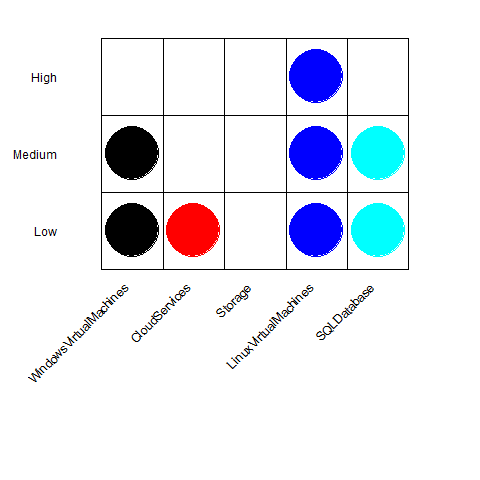 High
Medium
Low
WindowsVirtualMachines
CloudServices
Storage
LinuxVirtualMachines
SQLDatabase